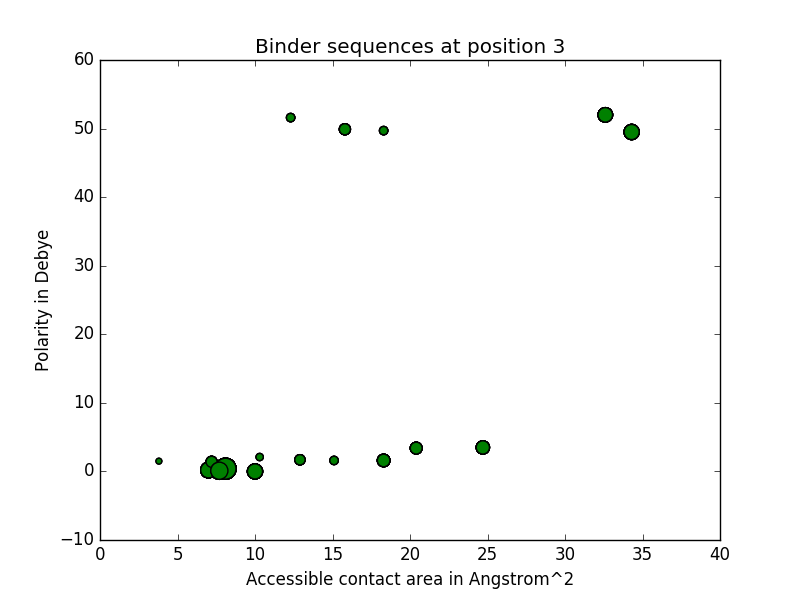 Binder sequences at position 3
60
50
40
30
20
10
0
−10
Polarity in Debye
0 5 10 15 20 25 30 35 40
Accessible contact area in Angstrom^2